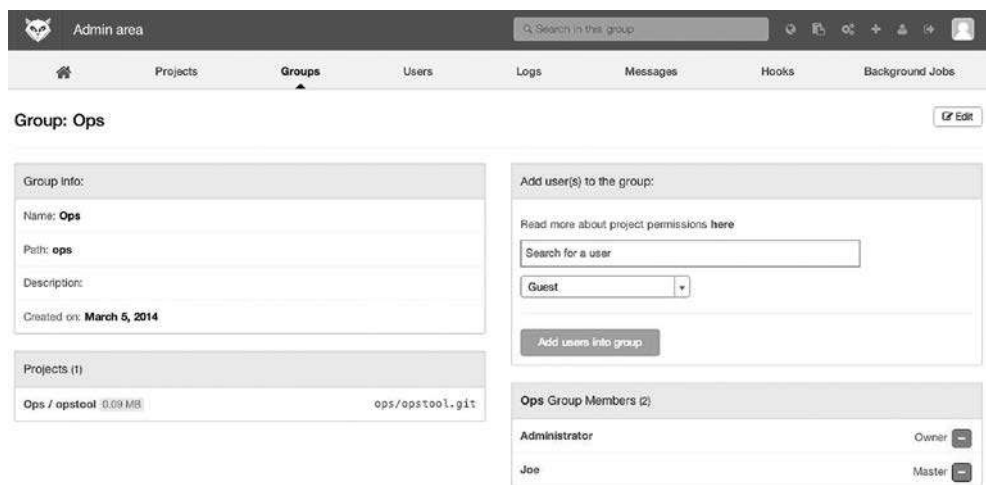 Admin area
Search in this group
Projects Groups Users Logs Messages Hooks Background Jobs
Group: Ops
Edit
Group info:
Name: Ops
Path: ops
Description:
Created on: March 5, 2014
Projects (1)
Ops / opstool 0.09 MB ops/opstool.git
Add user(s) to the group:
Read more about project permissions here
Search for a user
Guest
Add users into group
Ops Group Members (2)
Administrator Owner
Joe Master